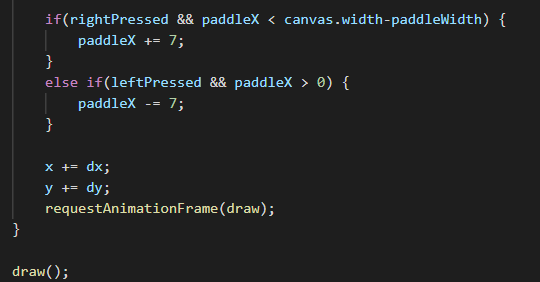 if(rightPressed && paddleX < canvas.width-paddleWidth) {
paddleX += 7;
}
else if(leftPressed && paddleX > 0) {
paddleX -= 7;
}
x += dx;
y += dy;
requestAnimationFrame(draw);
}
draw();